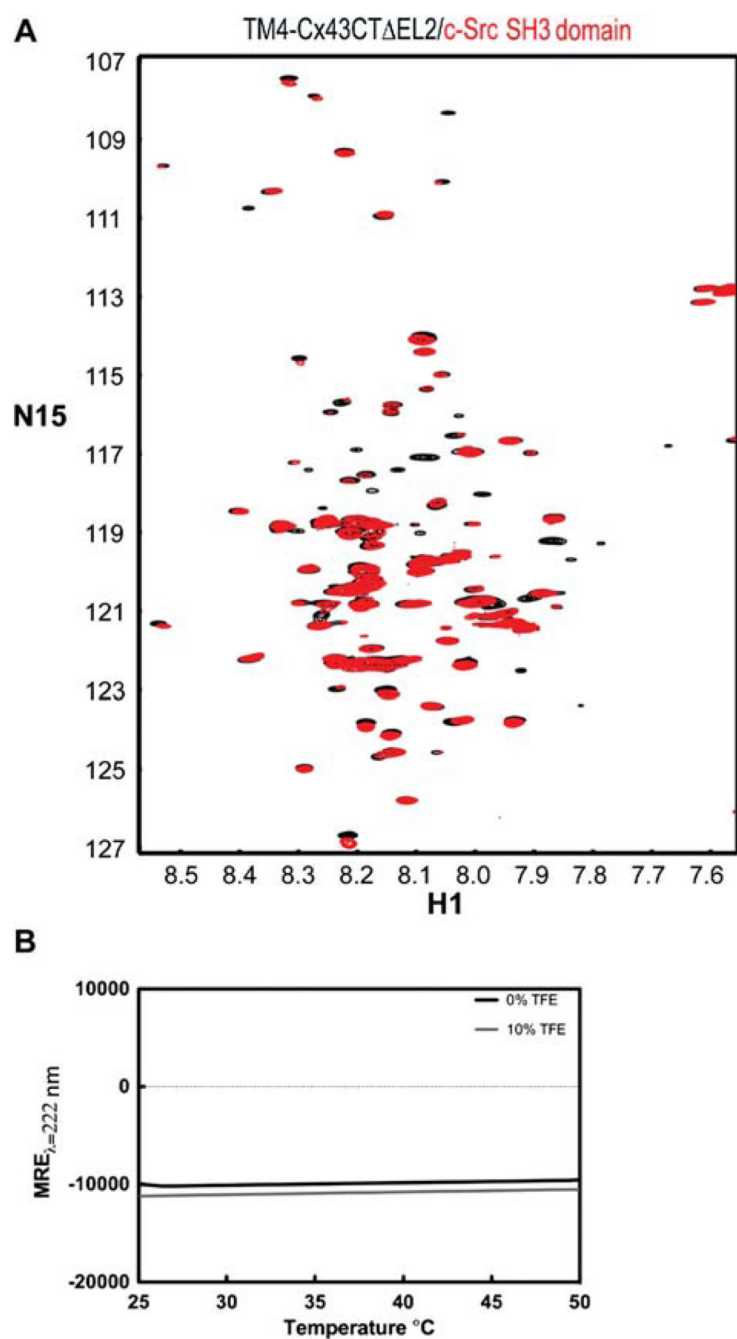 A
TM4-Cx43CTΔEL2/c-Src SH3 domain
107
109
111
113
115
N15
117
119
121
123
125
127
8.5 8.4 8.3 8.2 8.1 8.0 7.9 7.8 7.7 7.6
H1
B
10000
0% TFE
10% TFE
0
MREλ=222 nm
-10000
-20000
25 30 35 40 45 50
Temperature °C